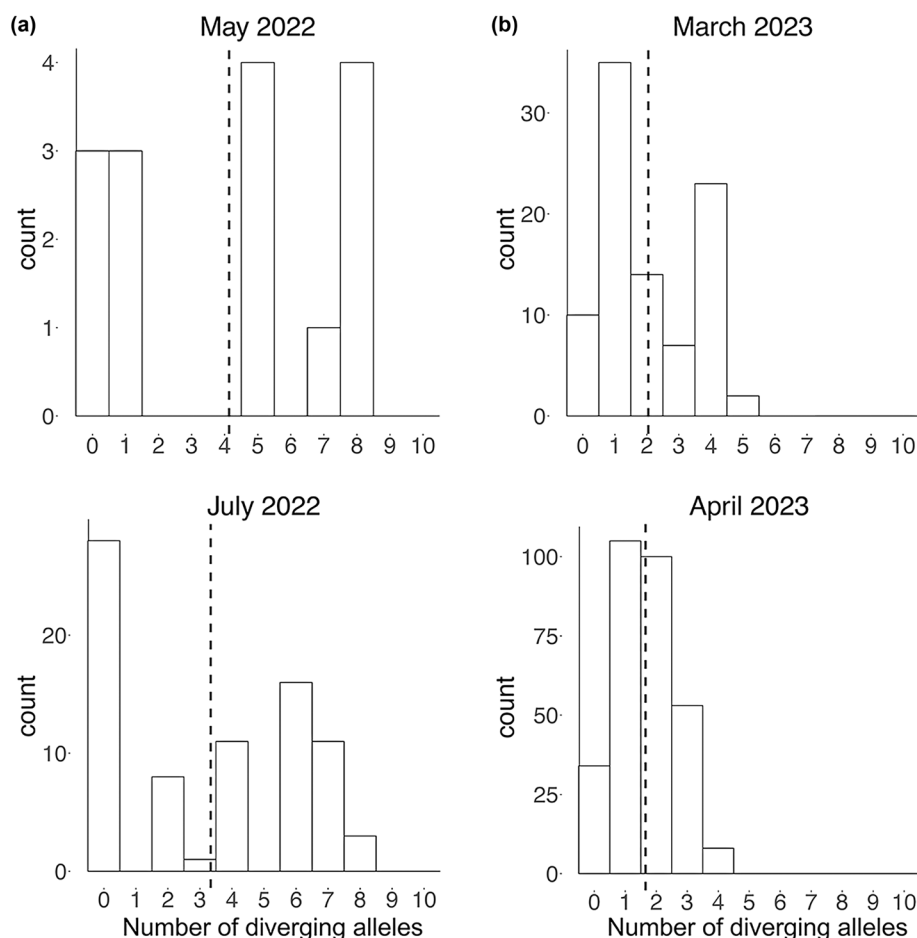 (a)
May 2022
4
3
2
1
0
count
0 1 2 3 4 5 6 7 8 9 10
(b)
March 2023
30
20
10
0
count
0 1 2 3 4 5 6 7 8 9 10
July 2022
20
10
0
count
0 1 2 3 4 5 6 7 8 9 10
Number of diverging alleles
April 2023
100
75
50
25
0
count
0 1 2 3 4 5 6 7 8 9 10
Number of diverging alleles